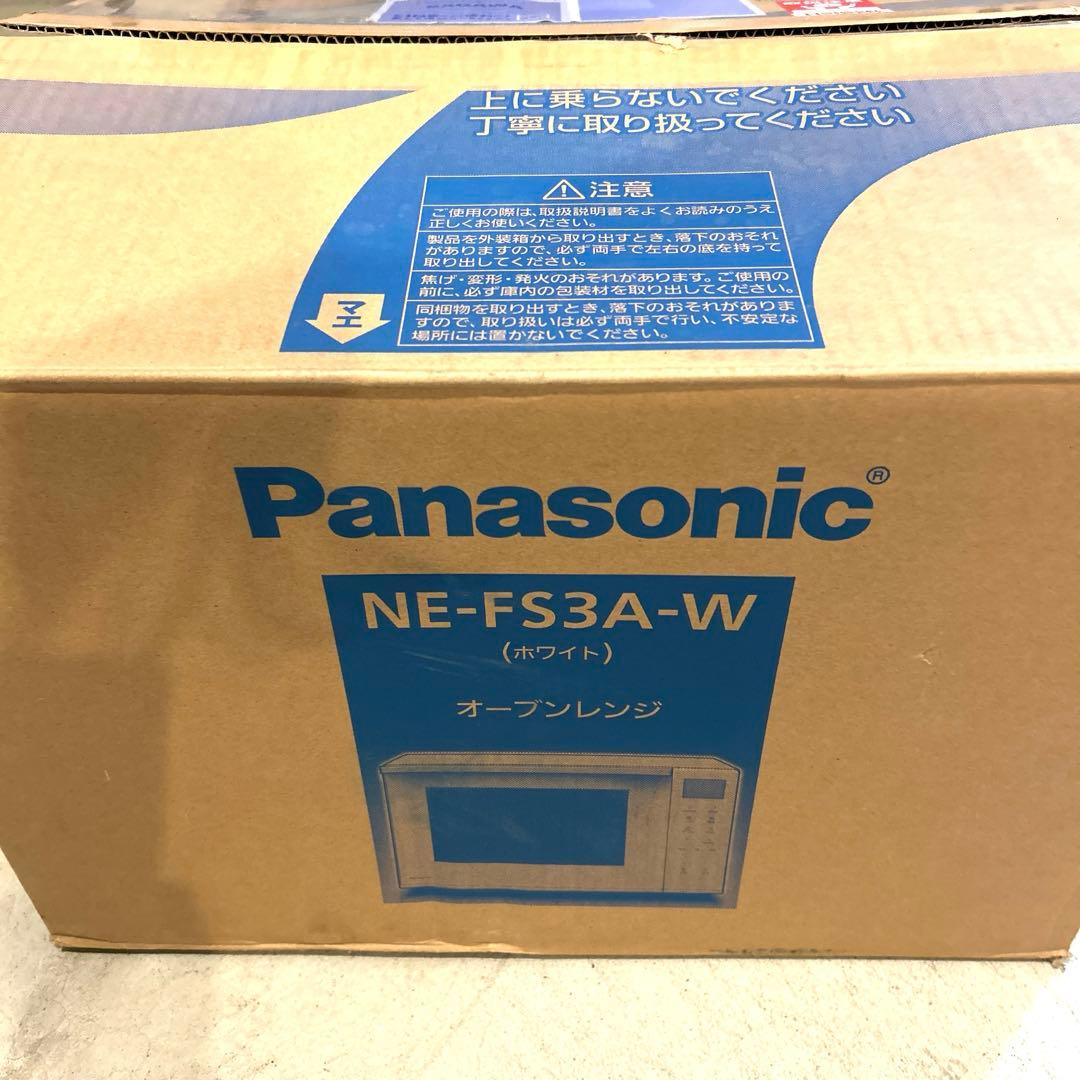 上に乗らないでください
丁寧に取り扱ってください
注意
ご使用の際は、取扱説明書をよくお読みのうえ
正しくお使いください。
製品を外装箱から取り出すとき、落下のおそれ
がありますので、必ず両手で左右の底を持って
取り出してください。
焦げ・変形・発火のおそれがあります。ご使用の
前に、必ず庫内の包装材を取り出してください。
同梱物を取り出すとき、落下のおそれがありま
すので、取り扱いは必ず両手で行い、不安定な
場所には置かないでください。
マエ
Panasonic®
NE-FS3A-W
(ホワイト)
オーブンレンジ